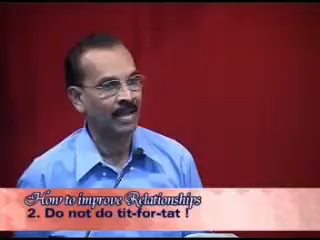 How to improve Relationships
2. Do not do tit-for-tat !